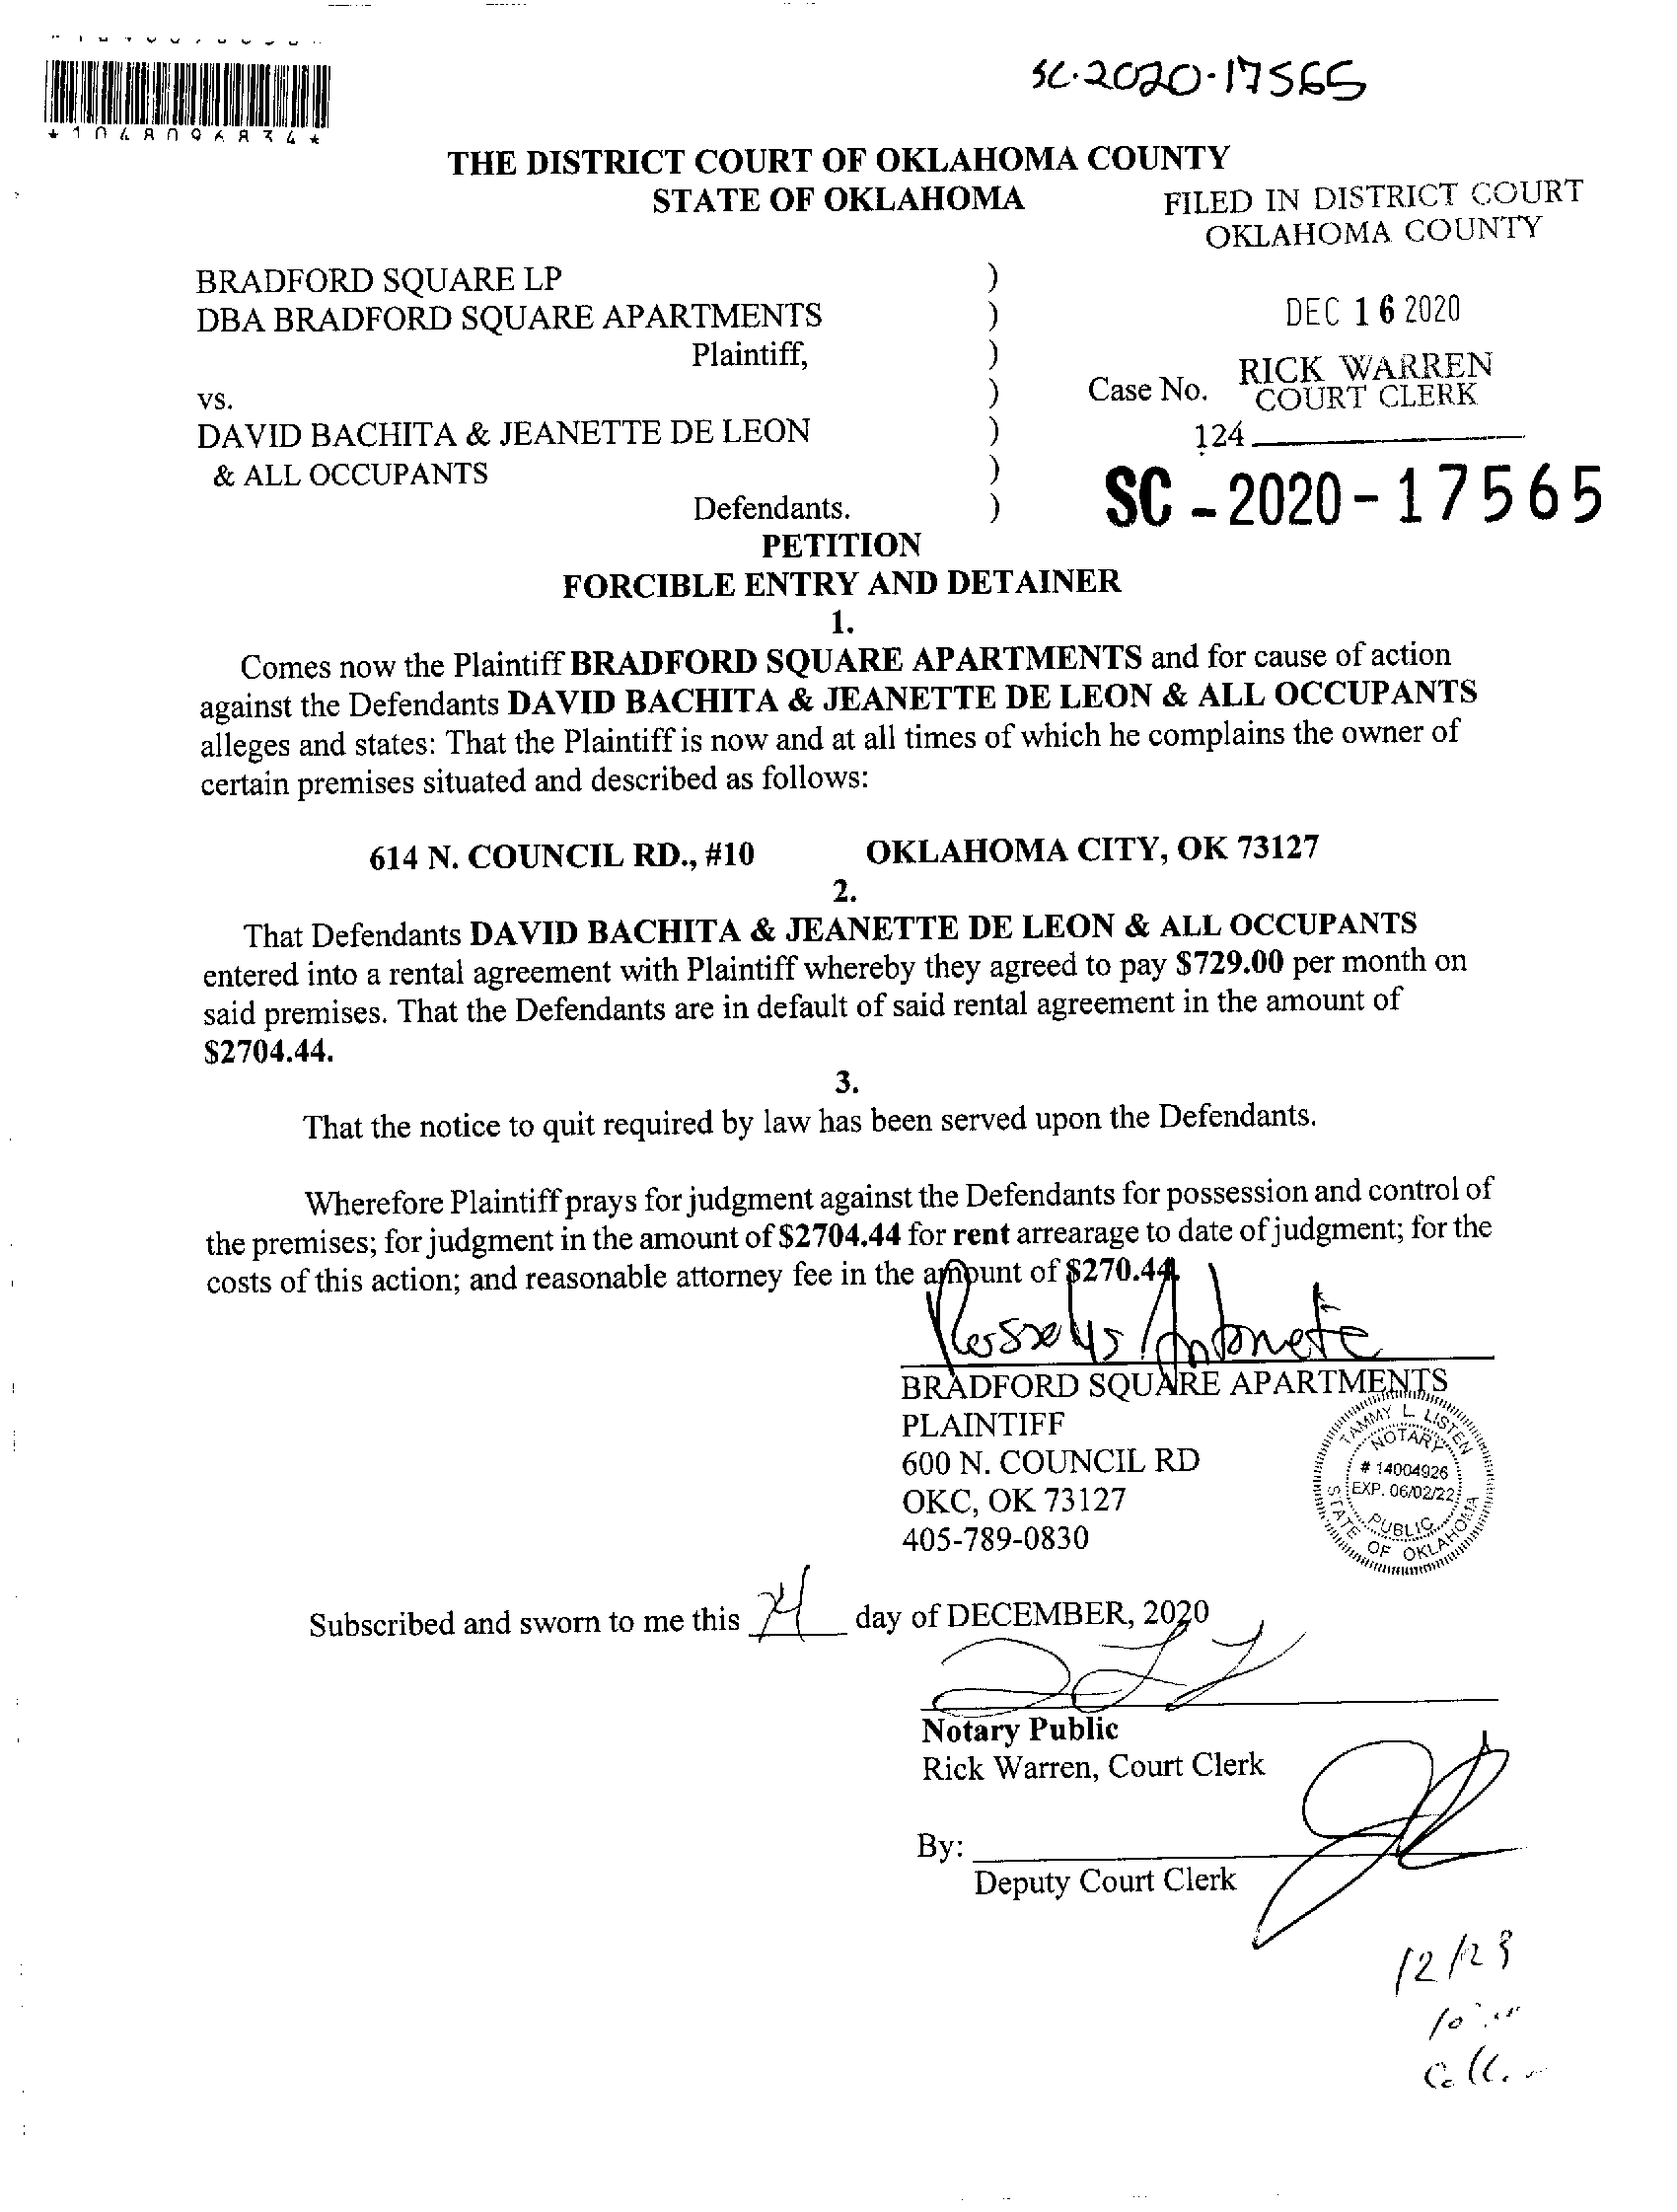 SC-2020-17565
*1048096834*
THE DISTRICT COURT OF OKLAHOMA COUNTY
STATE OF OKLAHOMA
FILED IN DISTRICT COURT
OKLAHOMA COUNTY
BRADFORD SQUARE LP )
DBA BRADFORD SQUARE APARTMENTS )
DEC 16 2020
Plaintiff, )
RICK WARREN
vs. )
Case No. COURT CLERK
DAVID BACHITA & JEANETTE DE LEON )
124
& ALL OCCUPANTS )
SC - 2020 - 17565
Defendants. )
PETITION
FORCIBLE ENTRY AND DETAINER
1.
Comes now the Plaintiff BRADFORD SQUARE APARTMENTS and for cause of action
against the Defendants DAVID BACHITA & JEANETTE DE LEON & ALL OCCUPANTS
alleges and states: That the Plaintiff is now and at all times of which he complains the owner of
certain premises situated and described as follows:
614 N. COUNCIL RD., #10 OKLAHOMA CITY, OK 73127
2.
That Defendants DAVID BACHITA & JEANETTE DE LEON & ALL OCCUPANTS
entered into a rental agreement with Plaintiff whereby they agreed to pay $729.00 per month on
said premises. That the Defendants are in default of said rental agreement in the amount of
$2704.44.
3.
That the notice to quit required by law has been served upon the Defendants.
Wherefore Plaintiff prays for judgment against the Defendants for possession and control of
the premises; for judgment in the amount of $2704.44 for rent arrearage to date of judgment; for the
costs of this action; and reasonable attorney fee in the amount of $270.44.
BRADFORD SQUARE APARTMENTS
PLAINTIFF
600 N. COUNCIL RD
OKC, OK 73127
405-789-0830
TAMMY L. LISTEN
NOTARY
# 14004926
EXP. 06/02/22
PUBLIC
STATE OF OKLAHOMA
Subscribed and sworn to me this day of DECEMBER, 2020
Notary Public
Rick Warren, Court Clerk
By:
Deputy Court Clerk
12/23